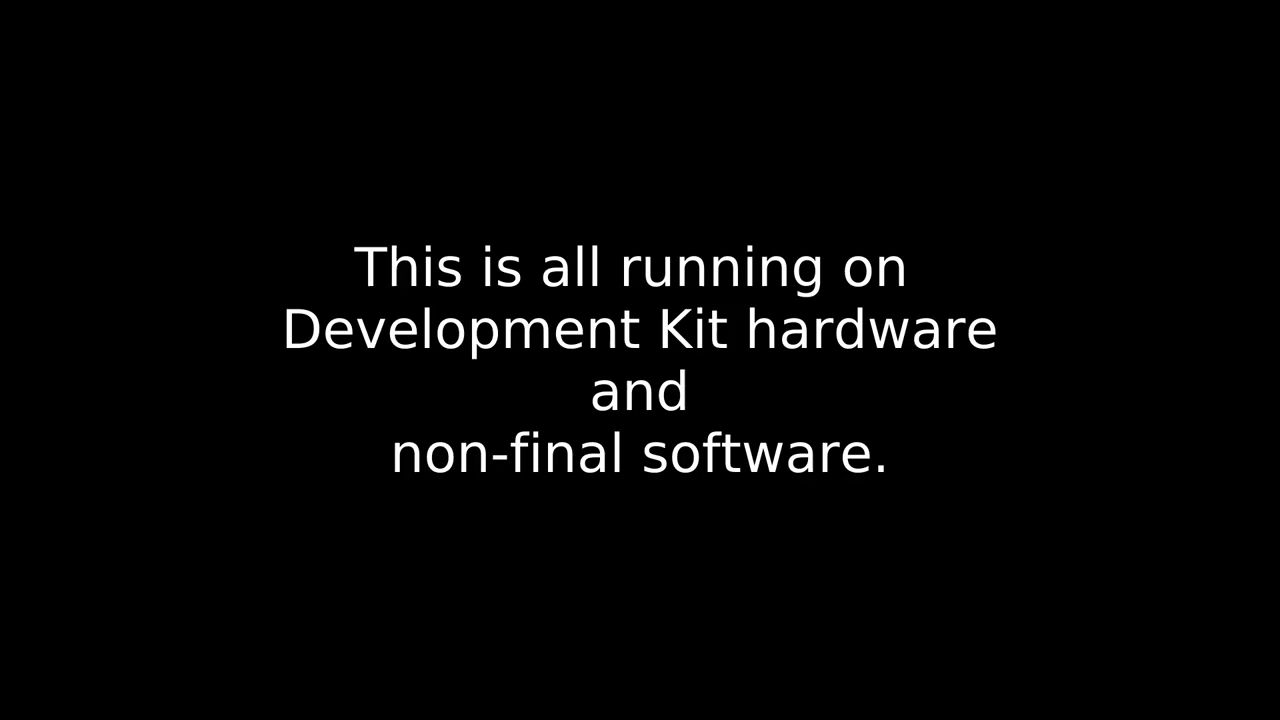 This is all running on
Development Kit hardware
and
non-final software.